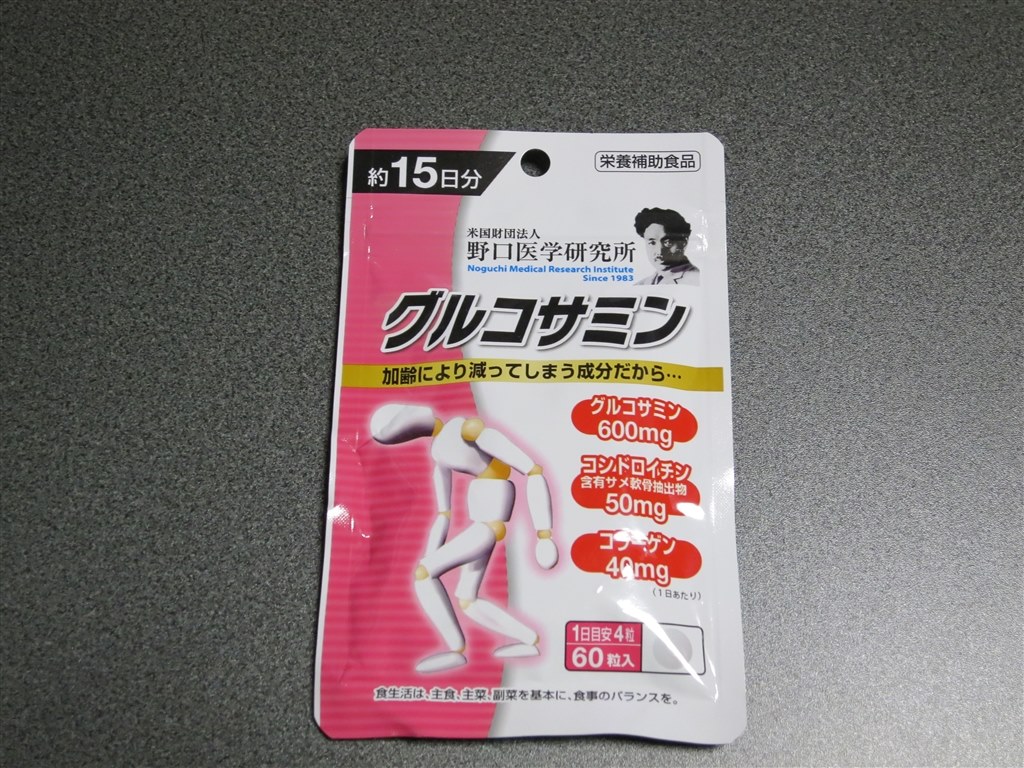 約15日分
栄養補助食品
米国財団法人
野口医学研究所
Noguchi Medical Research Institute
Since 1983
グルコサミン
加齢により減ってしまう成分だから…
グルコサミン
600mg
コンドロイチン
含有サメ軟骨抽出物
50mg
コラーゲン
40mg
(1日あたり)
1日目安4粒
60粒入
食生活は、主食、主菜、副菜を基本に、食事のバランスを。